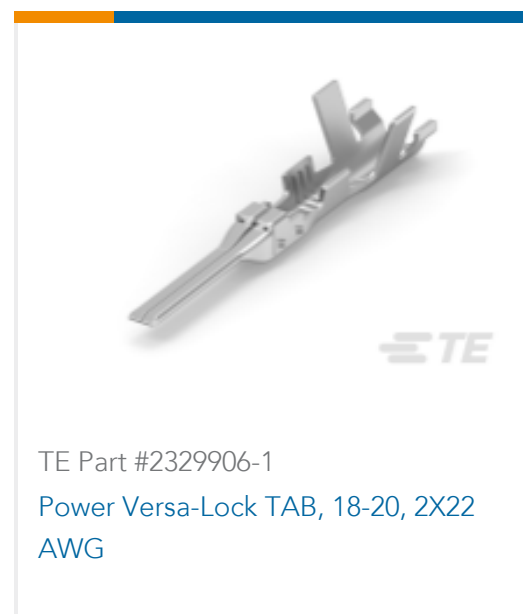 TE
TE Part #2329906-1
Power Versa-Lock TAB, 18-20, 2X22
AWG